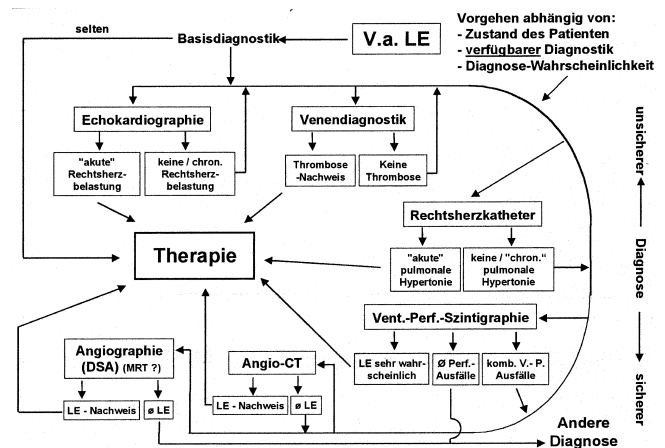 selten
Basisdiagnostik
V.a. LE
Vorgehen abhängig von:
- Zustand des Patienten
- verfügbarer Diagnostik
- Diagnose-Wahrscheinlichkeit
Echokardiographie
Venendiagnostik
"akute"
Rechtsherz-
belastung
keine / chron.
Rechtsherz-
belastung
Thrombose
-Nachweis
Keine
Thrombose
unsicherer
Diagnose
sicherer
Rechtsherzkatheter
"akute"
pulmonale
Hypertonie
keine / "chron."
pulmonale
Hypertonie
Therapie
Vent.-Perf.-Szintigraphie
LE sehr wahr-
scheinlich
Ø Perf.-
Ausfälle
komb. V.- P.
Ausfälle
Angiographie
(DSA) (MRT ?)
LE - Nachweis
ø LE
Angio-CT
LE - Nachweis
ø LE
Andere
Diagnose